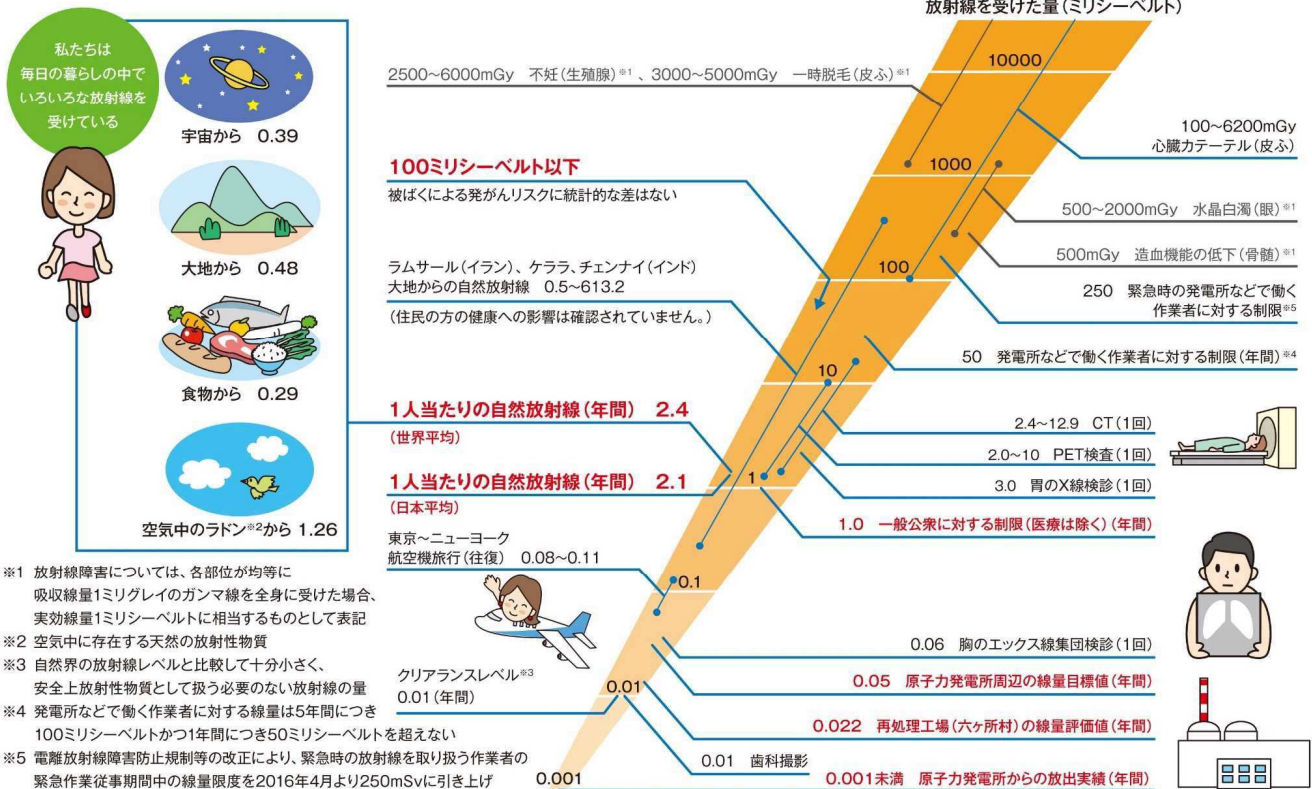 放射線を受けた量(ミリシーベルト)
私たちは
毎日の暮らしの中で
いろいろな放射線を
受けている
宇宙から 0.39
大地から 0.48
食物から 0.29
空気中のラドン※2から 1.26
2500~6000mGy 不妊(生殖腺)※1、3000~5000mGy 一時脱毛(皮ふ)※1
100ミリシーベルト以下
被ばくによる発がんリスクに統計的な差はない
ラムサール(イラン)、ケララ、チェンナイ(インド)
大地からの自然放射線 0.5~613.2
(住民の方の健康への影響は確認されていません。)
1人当たりの自然放射線(年間) 2.4
(世界平均)
1人当たりの自然放射線(年間) 2.1
(日本平均)
東京~ニューヨーク
航空機旅行(往復) 0.08~0.11
クリアランスレベル※3
0.01(年間)
10000
1000
100
10
1
0.1
0.01
0.001
100~6200mGy
心臓カテーテル(皮ふ)
500~2000mGy 水晶白濁(眼)※1
500mGy 造血機能の低下(骨髄)※1
250 緊急時の発電所などで働く
作業者に対する制限※5
50 発電所などで働く作業者に対する制限(年間)※4
2.4~12.9 CT(1回)
2.0~10 PET検査(1回)
3.0 胃のX線検診(1回)
1.0 一般公衆に対する制限(医療は除く)(年間)
0.06 胸のエックス線集団検診(1回)
0.05 原子力発電所周辺の線量目標値(年間)
0.022 再処理工場(六ヶ所村)の線量評価値(年間)
0.01 歯科撮影
0.001未満 原子力発電所からの放出実績(年間)
※1 放射線障害については、各部位が均等に
吸収線量1ミリグレイのガンマ線を全身に受けた場合、
実効線量1ミリシーベルトに相当するものとして表記
※2 空気中に存在する天然の放射性物質
※3 自然界の放射線レベルと比較して十分小さく、
安全上放射性物質として扱う必要のない放射線の量
※4 発電所などで働く作業者に対する線量は5年間につき
100ミリシーベルトかつ1年間につき50ミリシーベルトを超えない
※5 電離放射線障害防止規制等の改正により、緊急時の放射線を取り扱う作業者の
緊急作業従事期間中の線量限度を2016年4月より250mSvに引き上げ